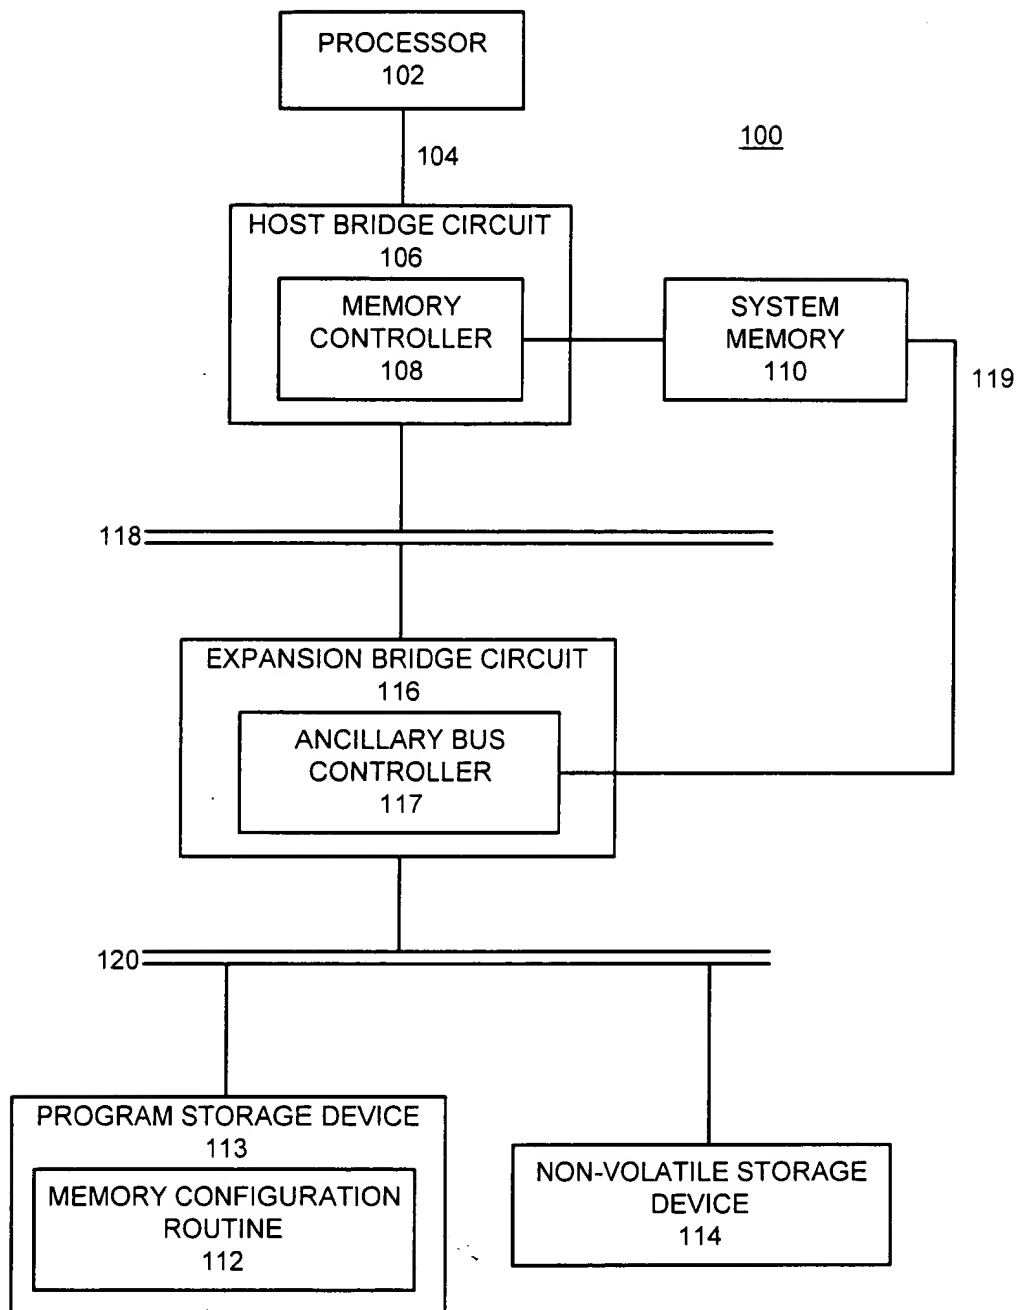 PROCESSOR
102
104
100
HOST BRIDGE CIRCUIT
106
MEMORY
CONTROLLER
108
SYSTEM
MEMORY
110
119
118
EXPANSION BRIDGE CIRCUIT
116
ANCILLARY BUS
CONTROLLER
117
120
PROGRAM STORAGE DEVICE
113
MEMORY CONFIGURATION
ROUTINE
112
NON-VOLATILE STORAGE
DEVICE
114